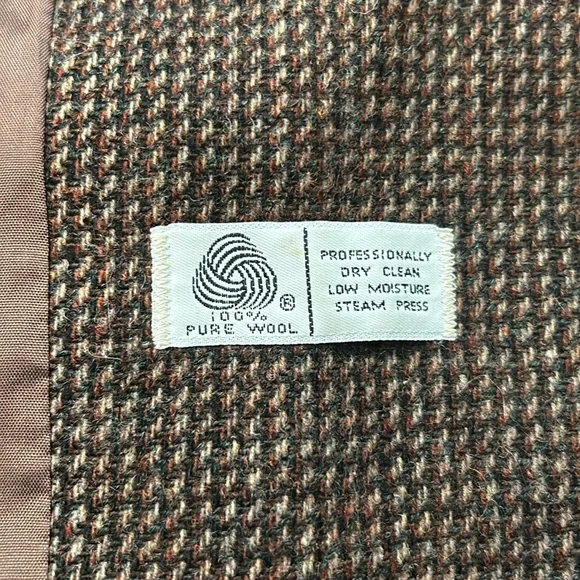 ®
100%
PURE WOOL
PROFESSIONALLY
DRY CLEAN
LOW MOISTURE
STEAM PRESS